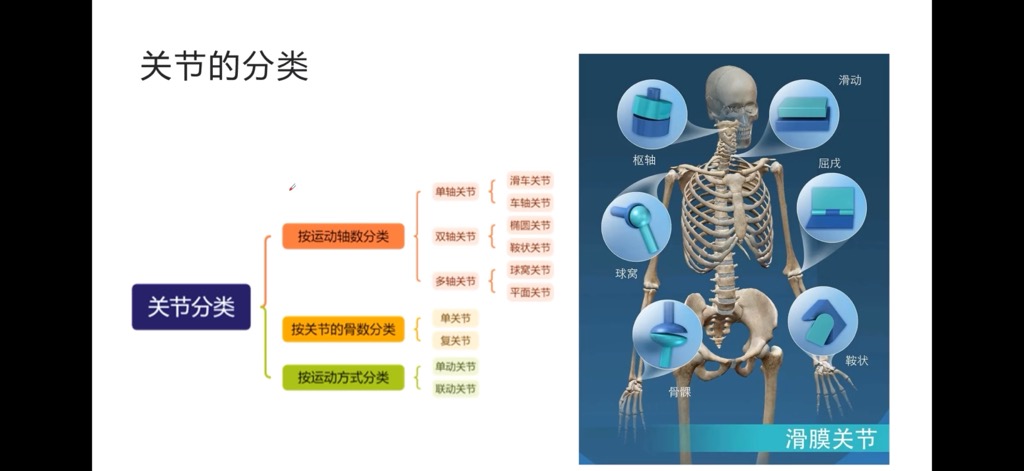 关节的分类
关节分类
按运动轴数分类
单轴关节
滑车关节
车轴关节
双轴关节
椭圆关节
鞍状关节
多轴关节
球窝关节
平面关节
按关节的骨数分类
单关节
复关节
按运动方式分类
单动关节
联动关节
滑动
枢轴
屈戌
球窝
鞍状
骨髁
滑膜关节